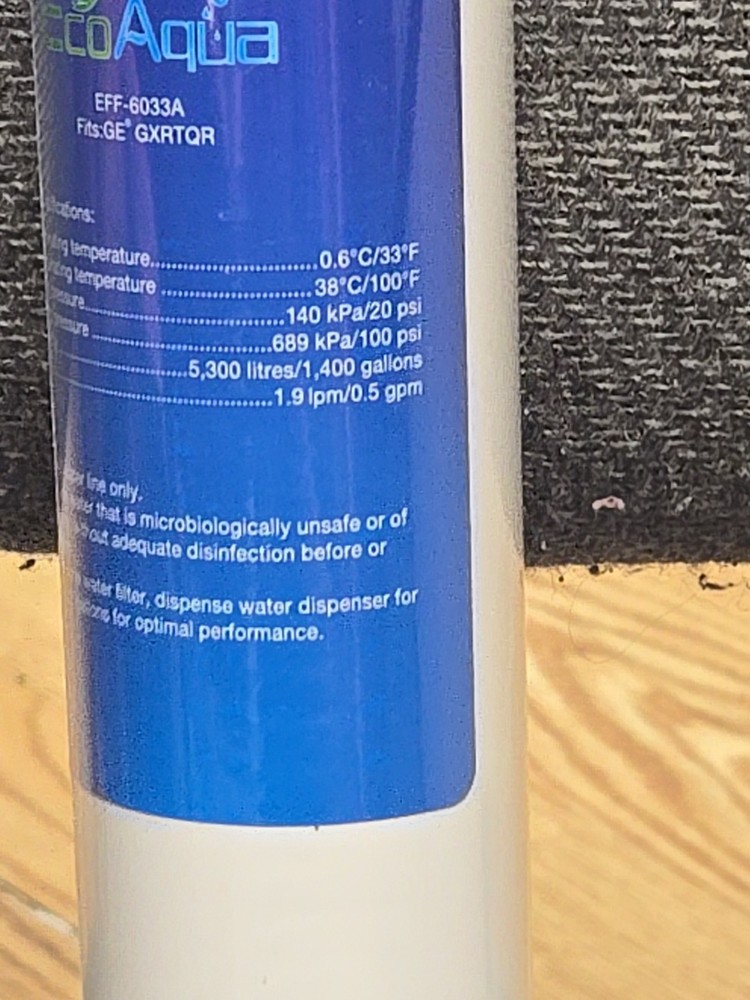 EcoAqua
EFF-6033A
Fits:GE® GXRTQR
temperature..............................0.6°C/33°F
temperature ...........................38°C/100°F
...................................140 kPa/20 psi
................................689 kPa/100 psi
........................5,300 litres/1,400 gallons
....................................1.9 lpm/0.5 gpm
line only.
that is microbiologically unsafe or of
adequate disinfection before or
water filter, dispense water dispenser for
for optimal performance.